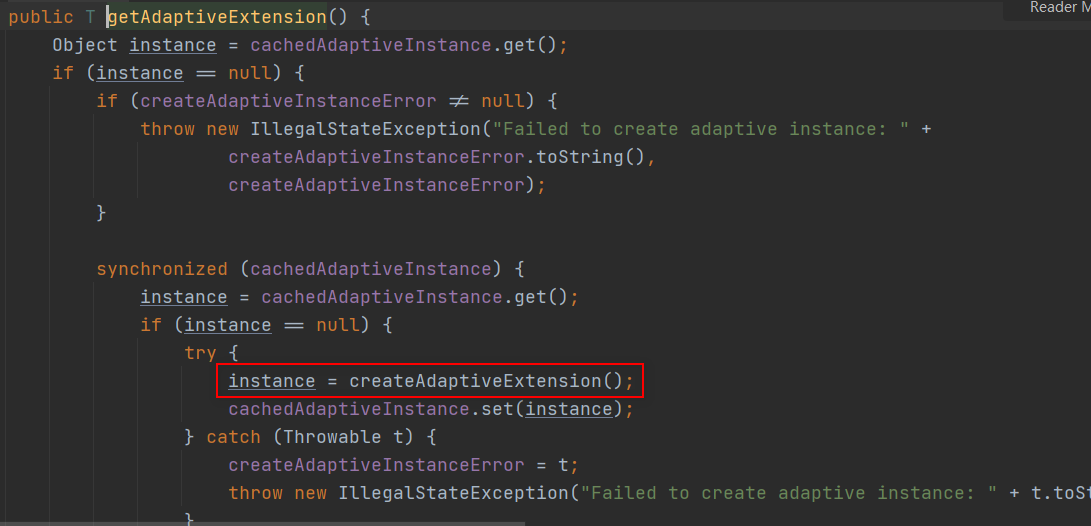 Reader M
public T getAdaptiveExtension() {
    Object instance = cachedAdaptiveInstance.get();
    if (instance == null) {
        if (createAdaptiveInstanceError != null) {
            throw new IllegalStateException("Failed to create adaptive instance: " +
                    createAdaptiveInstanceError.toString(),
                    createAdaptiveInstanceError);
        }

        synchronized (cachedAdaptiveInstance) {
            instance = cachedAdaptiveInstance.get();
            if (instance == null) {
                try {
                    instance = createAdaptiveExtension();
                    cachedAdaptiveInstance.set(instance);
                } catch (Throwable t) {
                    createAdaptiveInstanceError = t;
                    throw new IllegalStateException("Failed to create adaptive instance: " + t.toSt
                }